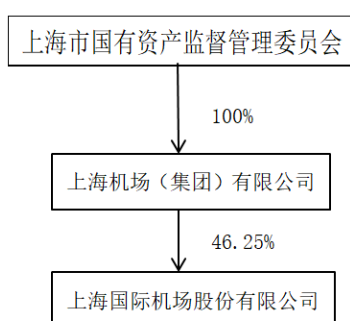 上海市国有资产监督管理委员会
100%
上海机场（集团）有限公司
46.25%
上海国际机场股份有限公司